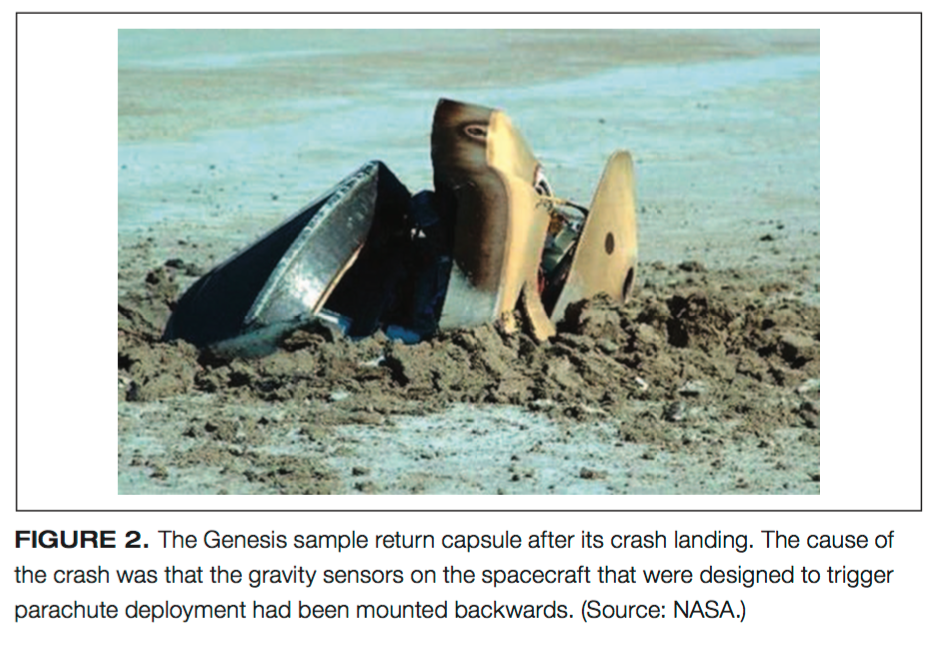 FIGURE 2. The Genesis sample return capsule after its crash landing. The cause of
the crash was that the gravity sensors on the spacecraft that were designed to trigger
parachute deployment had been mounted backwards. (Source: NASA.)